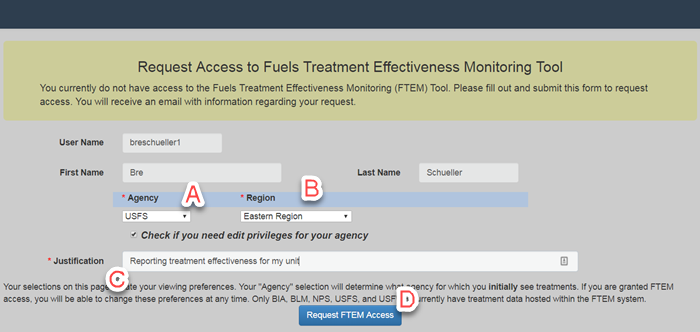 Request Access to Fuels Treatment Effectiveness Monitoring Tool
You currently do not have access to the Fuels Treatment Effectiveness Monitoring (FTEM) Tool. Please fill out and submit this form to request
access. You will receive an email with information regarding your request.
User Name breschueller1
First Name Bre Last Name Schueller
* Agency A * Region B
USFS Eastern Region
Check if you need edit privileges for your agency
* Justification Reporting treatment effectiveness for my unit
C
Your selections on this page your viewing preferences. Your "Agency" selection will determine what agency for which you initially see treatments. If you are granted FTEM
access, you will be able to change these preferences at any time. Only BIA, BLM, NPS, USFS, and currently have treatment data hosted within the FTEM system.
D
Request FTEM Access